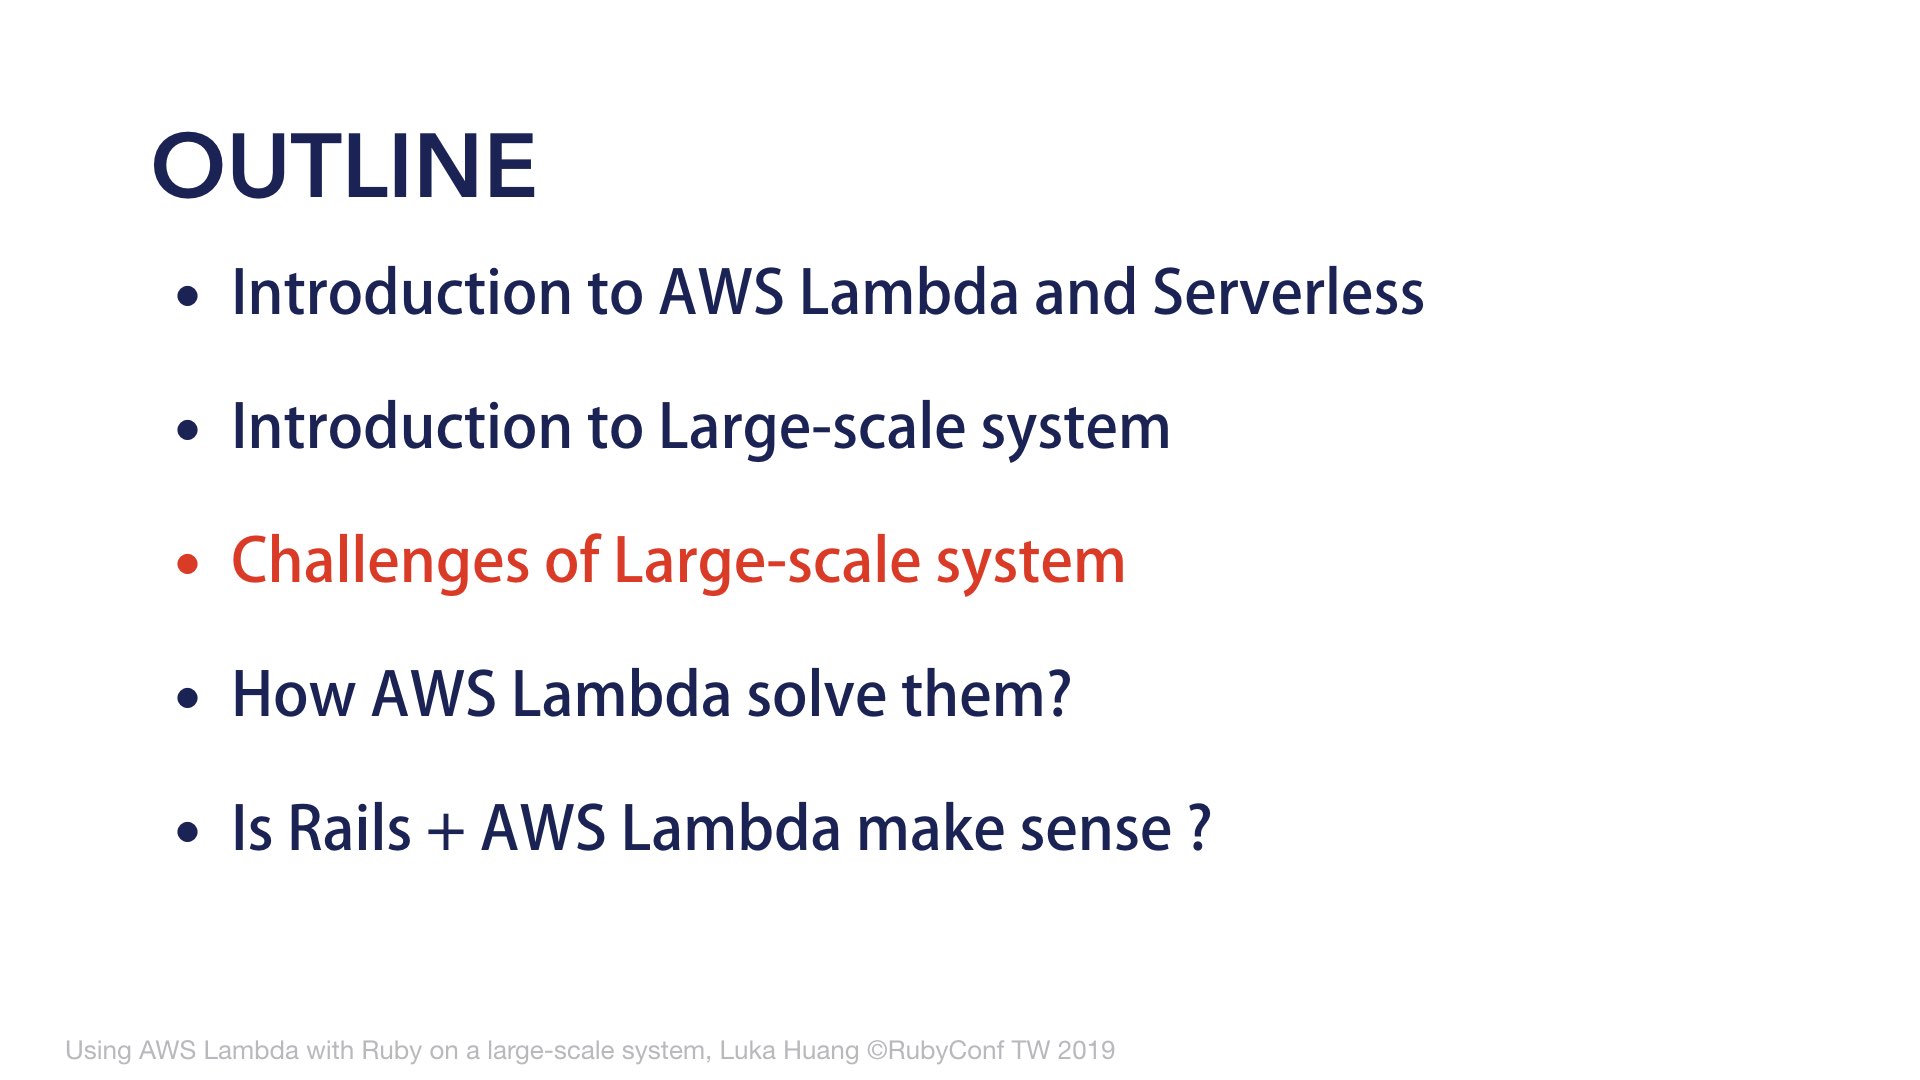 OUTLINE
• Introduction to AWS Lambda and Serverless
• Introduction to Large-scale system
• Challenges of Large-scale system
• How AWS Lambda solve them?
• Is Rails + AWS Lambda make sense ?
Using AWS Lambda with Ruby on a large-scale system, Luka Huang ©RubyConf TW 2019